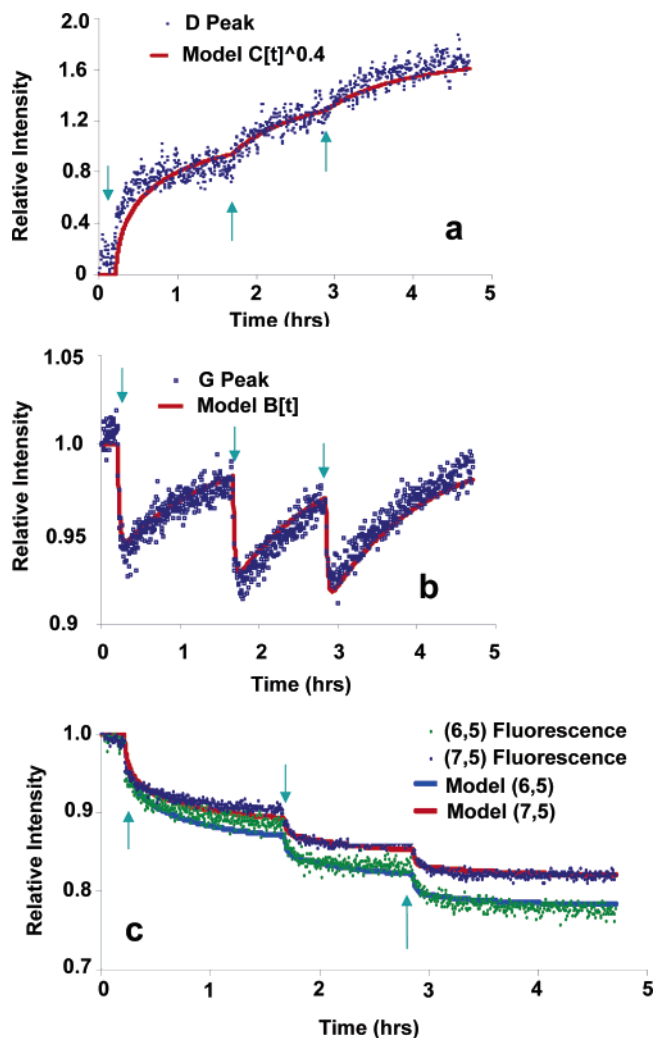 D Peak
Model C[t]^0.4
Relative Intensity
2.0
1.6
1.2
0.8
0.4
0
0 1 2 3 4 5
Time (hrs)
a
G Peak
Model B[t]
Relative Intensity
1.05
1.0
0.95
0.9
0 1 2 3 4 5
Time (hrs)
b
(6,5) Fluorescence
(7,5) Fluorescence
Model (6,5)
Model (7,5)
Relative Intensity
1.0
0.9
0.8
0.7
0 1 2 3 4 5
Time (hrs)
c